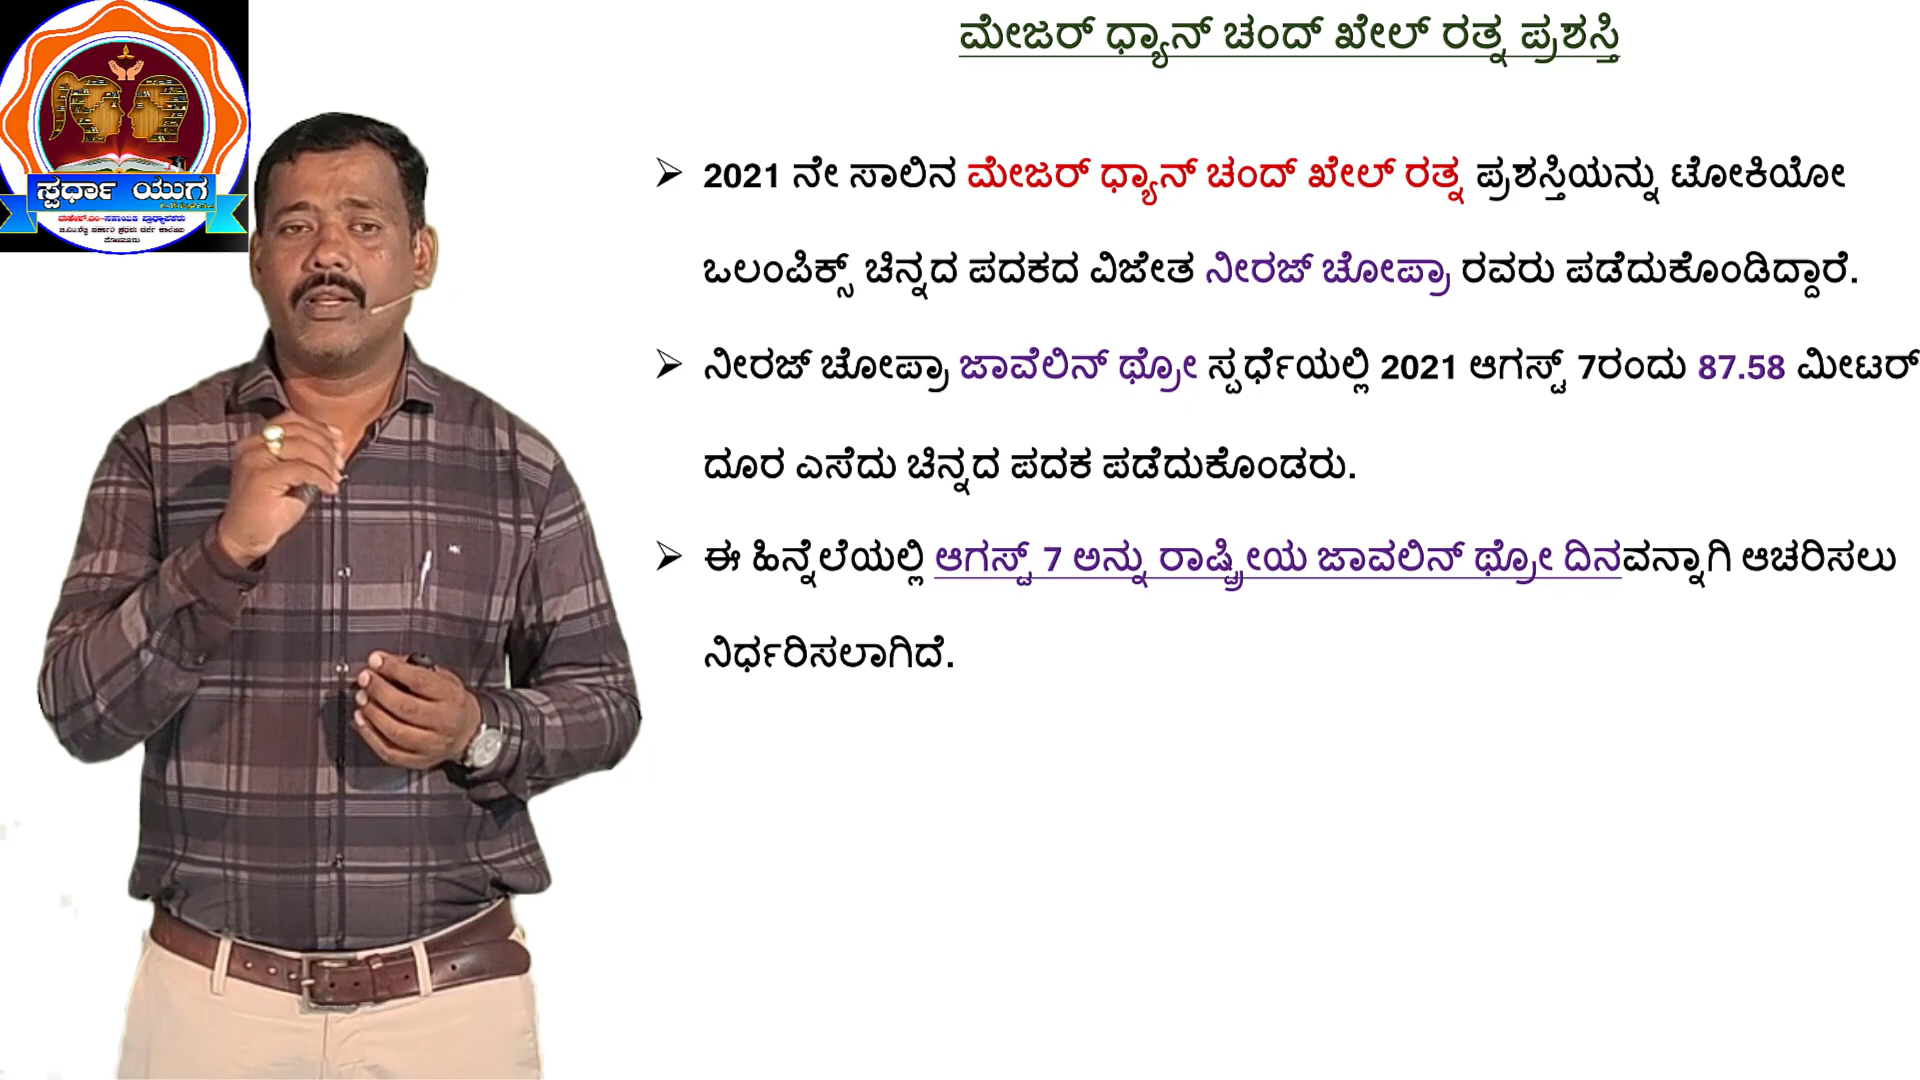 ಮೇಜರ್ ಧ್ಯಾನ್ ಚಂದ್ ಖೇಲ್ ರತ್ನ ಪ್ರಶಸ್ತಿ
ಸ್ಪರ್ಧಾ ಯುಗ
➢ 2021 ನೇ ಸಾಲಿನ ಮೇಜರ್ ಧ್ಯಾನ್ ಚಂದ್ ಖೇಲ್ ರತ್ನ ಪ್ರಶಸ್ತಿಯನ್ನು ಟೋಕಿಯೋ
ಒಲಂಪಿಕ್ಸ್ ಚಿನ್ನದ ಪದಕದ ವಿಜೇತ ನೀರಜ್ ಚೋಪ್ರಾ ರವರು ಪಡೆದುಕೊಂಡಿದ್ದಾರೆ.
➢ ನೀರಜ್ ಚೋಪ್ರಾ ಜಾವೆಲಿನ್ ಥ್ರೋ ಸ್ಪರ್ಧೆಯಲ್ಲಿ 2021 ಆಗಸ್ಟ್ 7ರಂದು 87.58 ಮೀಟರ್
ದೂರ ಎಸೆದು ಚಿನ್ನದ ಪದಕ ಪಡೆದುಕೊಂಡರು.
➢ ಈ ಹಿನ್ನೆಲೆಯಲ್ಲಿ ಆಗಸ್ಟ್ 7 ಅನ್ನು ರಾಷ್ಟ್ರೀಯ ಜಾವಲಿನ್ ಥ್ರೋ ದಿನವನ್ನಾಗಿ ಆಚರಿಸಲು
ನಿರ್ಧರಿಸಲಾಗಿದೆ.